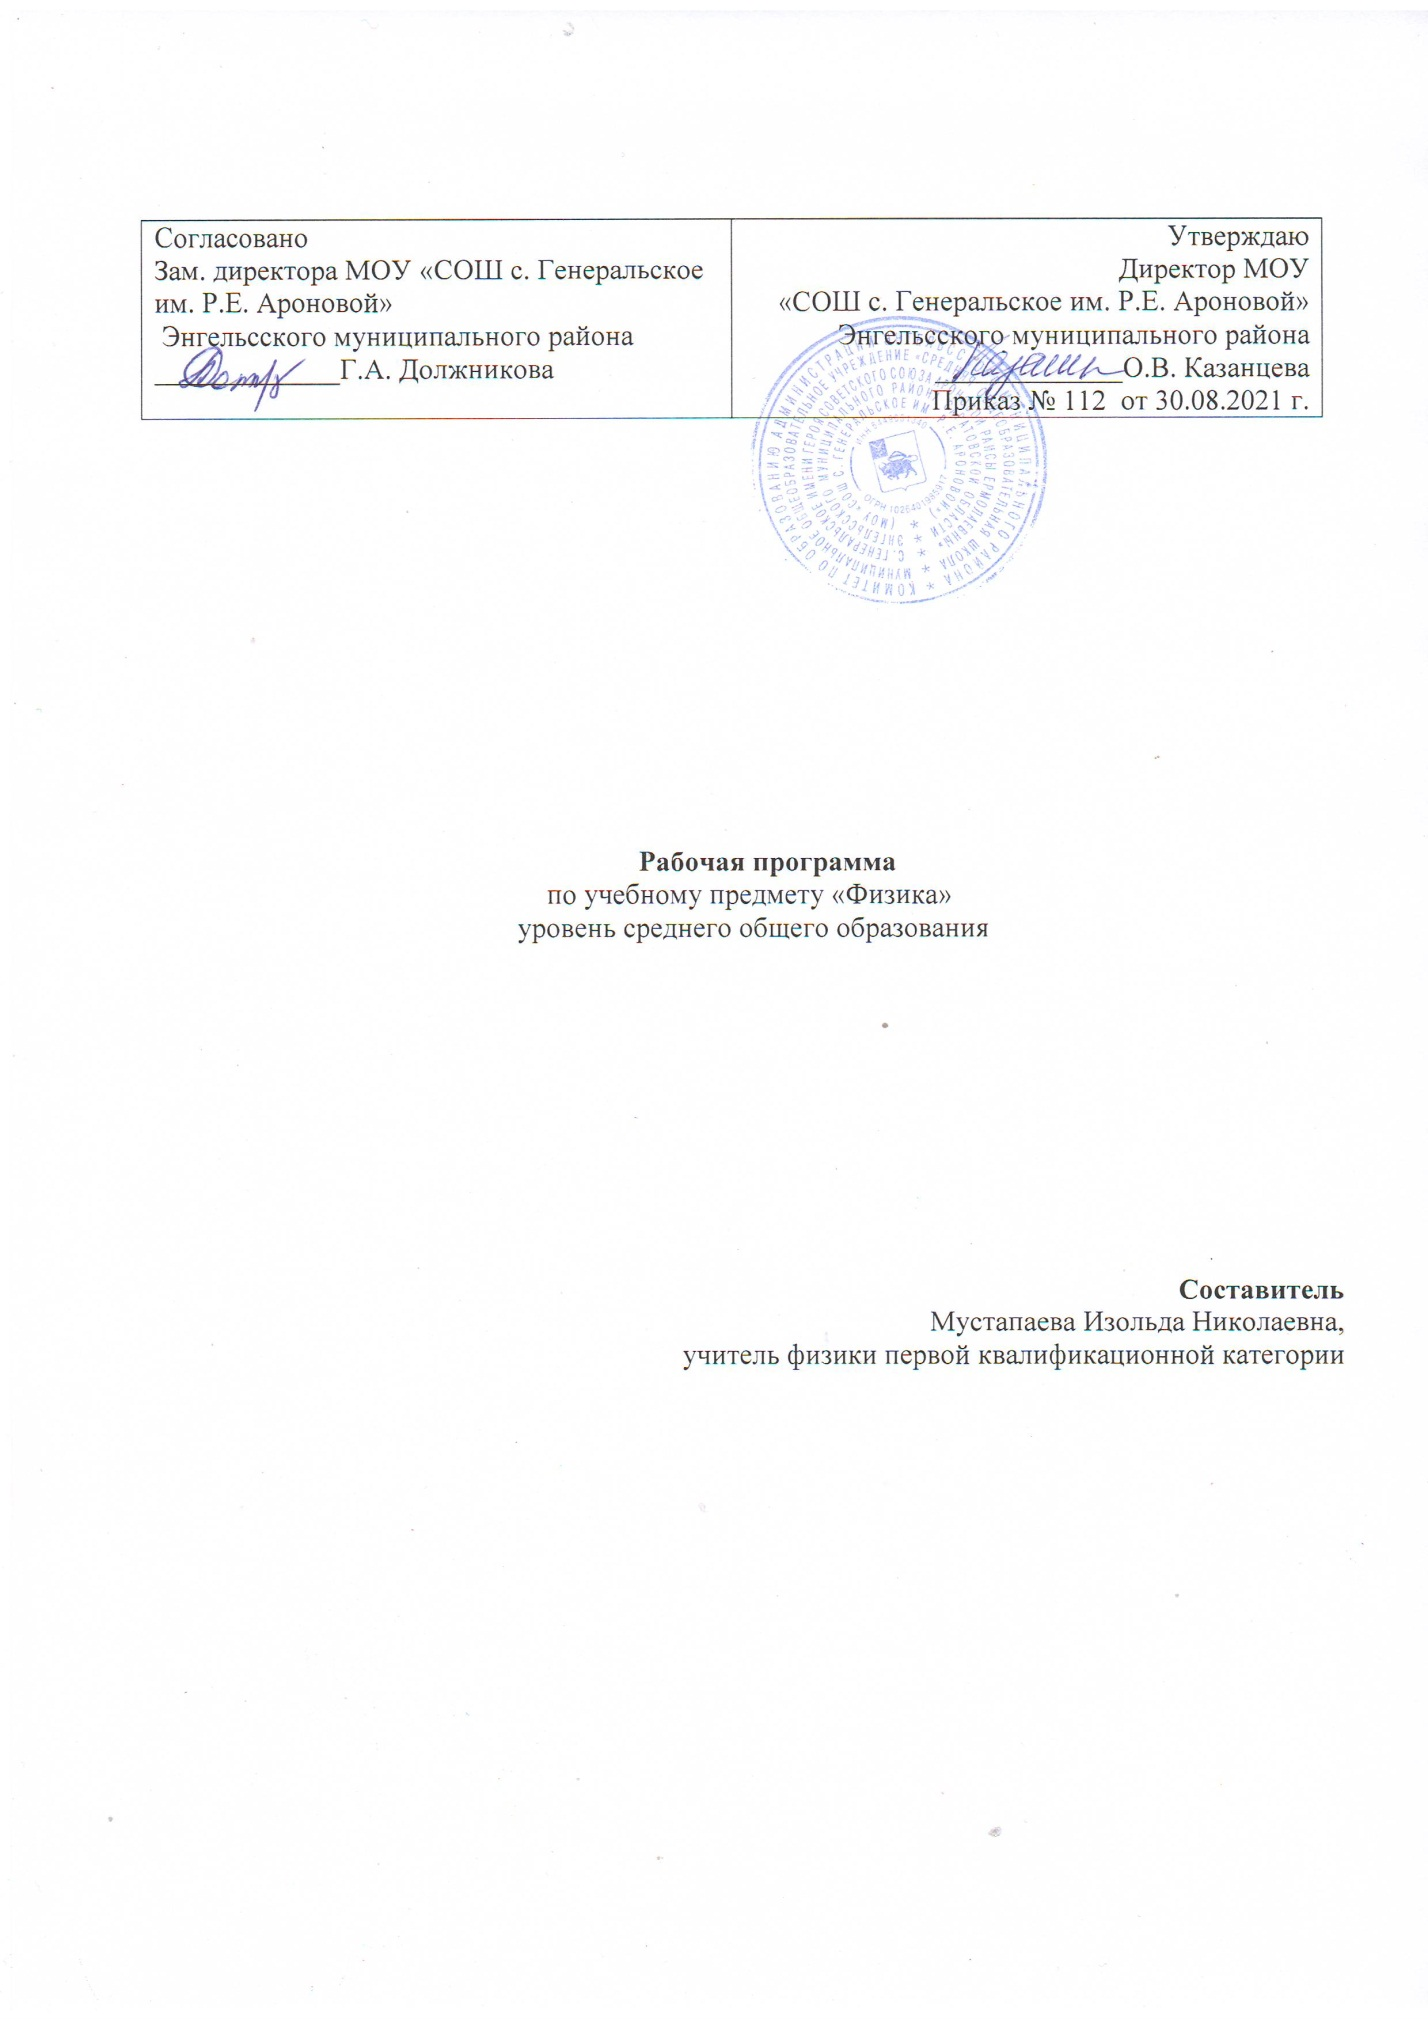 Согласовано
Зам. директора МОУ «СОШ с. Генеральское
им. Р.Е. Ароновой»
Энгельсского муниципального района
_____________Г.А. Должникова
Утверждаю
Директор МОУ
«СОШ с. Генеральское им. Р.Е. Ароновой»
Энгельсского муниципального района
_____________О.В. Казанцева
Приказ № 112 от 30.08.2021 г.
Рабочая программа
по учебному предмету «Физика»
уровень среднего общего образования
Составитель
Мустапаева Изольда Николаевна,
учитель физики первой квалификационной категории